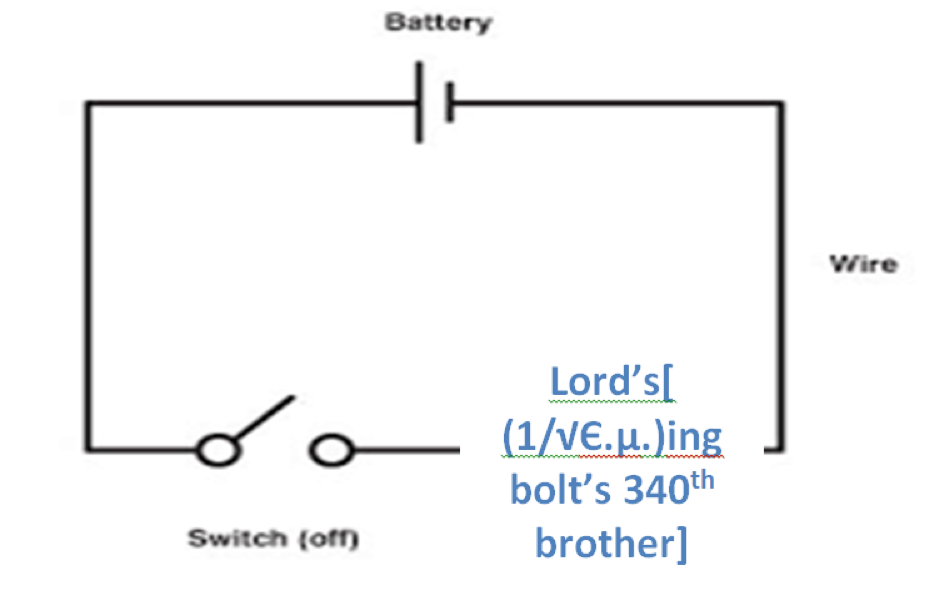 Battery
Wire
Lord’s[
(1/√Є.µ.)ing
bolt’s 340th
brother]
Switch (off)